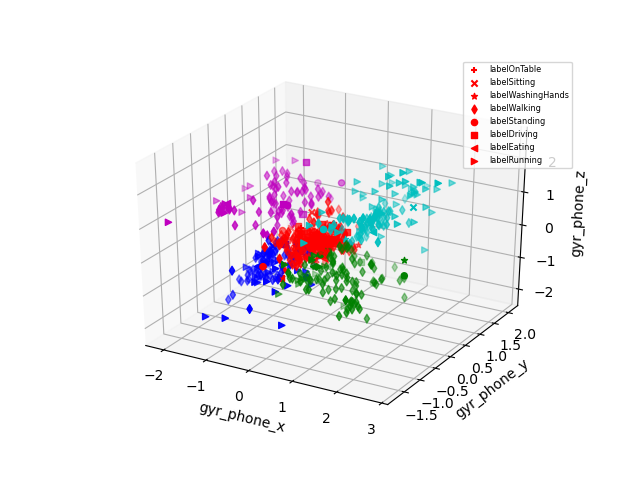 labelOnTable
labelSitting
labelWashingHands
labelWalking
labelStanding
labelDriving
labelEating
labelRunning
2
1
0
−1
−2
gyr_phone_z
2.0
1.5
1.0
0.5
0.0
−0.5
−1.0
−1.5
gyr_phone_y
−2
−1
0
1
2
3
gyr_phone_x